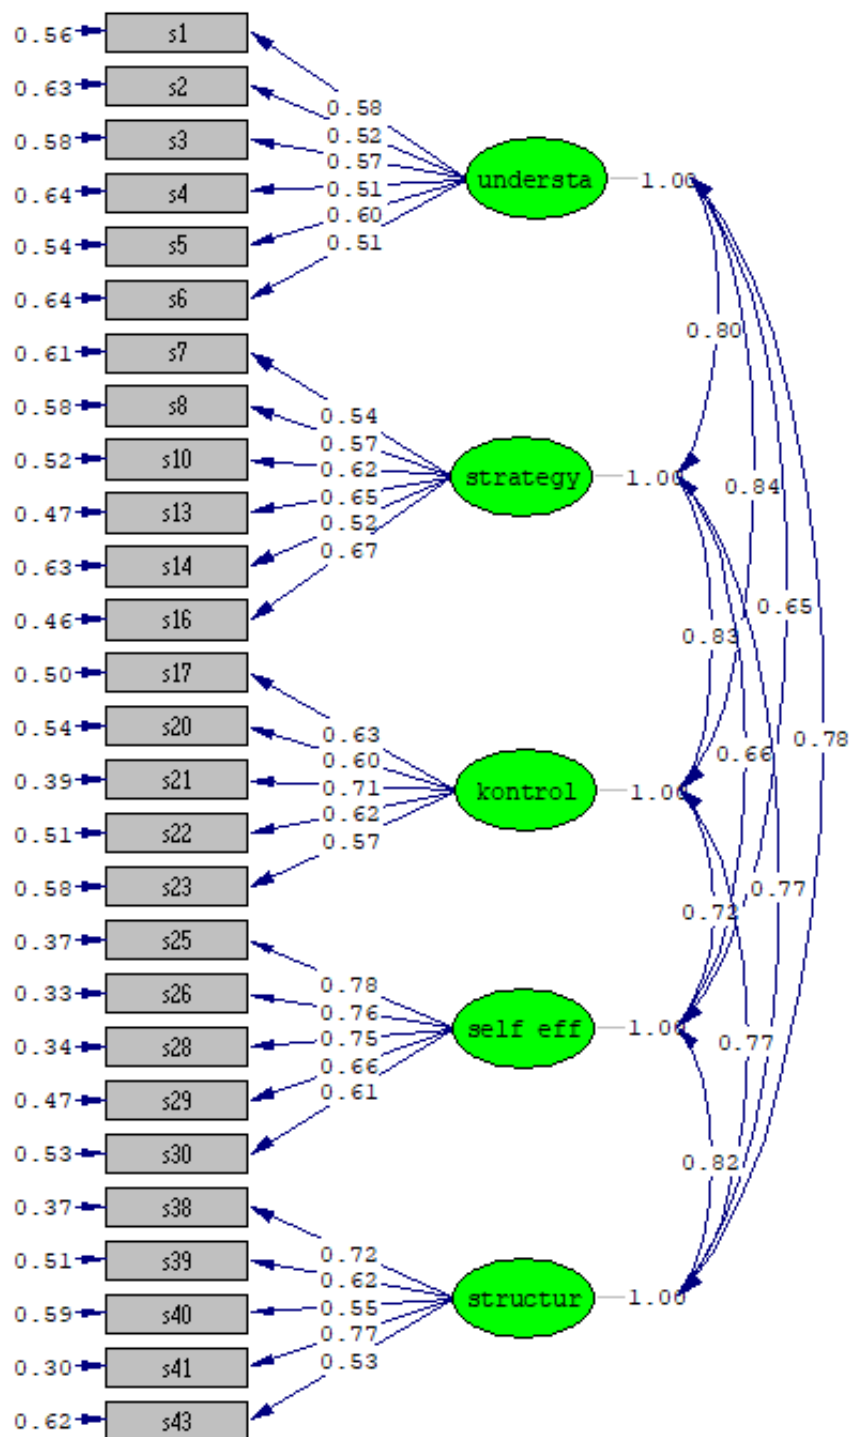 0.56 s1
0.63 s2
0.58 s3
0.58
0.52
0.57
0.64 s4
0.51
understa 1.00
0.60
0.54 s5
0.51
0.64 s6
0.80
0.61 s7
0.58 s8
0.54
0.57
0.52 s10
0.62
strategy 1.00
0.84
0.65
0.47 s13
0.52
0.67
0.63 s14
0.46 s16
0.65
0.83
0.50 s17
0.63
0.78
0.54 s20
0.66
0.60
0.39 s21
0.71
kontrol 1.00
0.62
0.51 s22
0.57
0.58 s23
0.77
0.72
0.37 s25
0.78
0.33 s26
0.76
self eff 1.00
0.75
0.34 s28
0.77
0.66
0.61
0.47 s29
0.53 s30
0.82
0.37 s38
0.72
0.51 s39
0.62
structur 1.00
0.55
0.59 s40
0.77
0.53
0.30 s41
0.62 s43